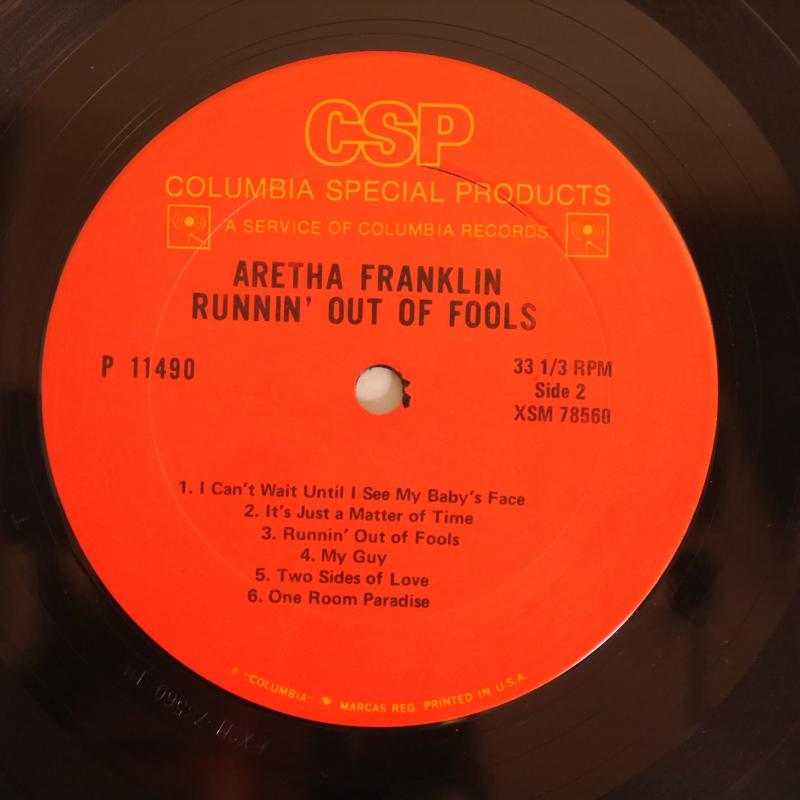 CSP
COLUMBIA SPECIAL PRODUCTS
A SERVICE OF COLUMBIA RECORDS
ARETHA FRANKLIN
RUNNIN' OUT OF FOOLS
P 11490
33 1/3 RPM
Side 2
XSM 78560
1. I Can't Wait Until I See My Baby's Face
2. It's Just a Matter of Time
3. Runnin' Out of Fools
4. My Guy
5. Two Sides of Love
6. One Room Paradise
"COLUMBIA" MARCAS REG. PRINTED IN U.S.A.